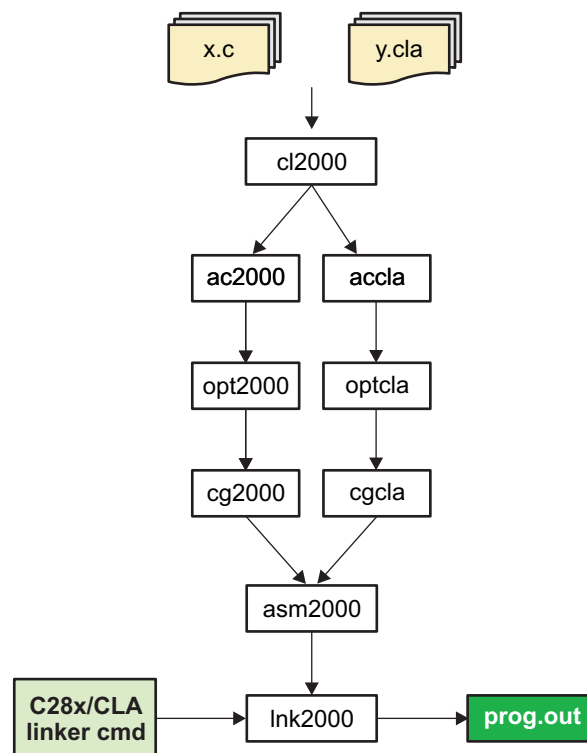 x.c
y.cla
cl2000
ac2000
accla
opt2000
optcla
cg2000
cgcla
asm2000
C28x/CLA
linker cmd
lnk2000
prog.out